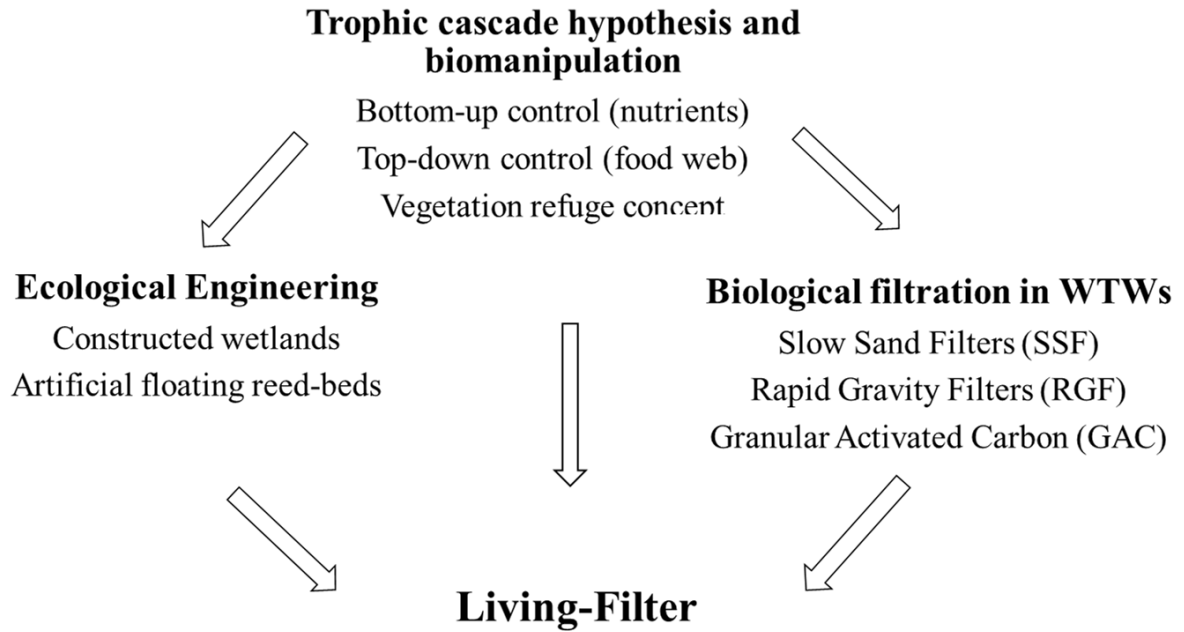 Trophic cascade hypothesis and
biomanipulation
Bottom-up control (nutrients)
Top-down control (food web)
Vegetation refuge concept
Ecological Engineering
Constructed wetlands
Artificial floating reed-beds
Biological filtration in WTWs
Slow Sand Filters (SSF)
Rapid Gravity Filters (RGF)
Granular Activated Carbon (GAC)
Living-Filter